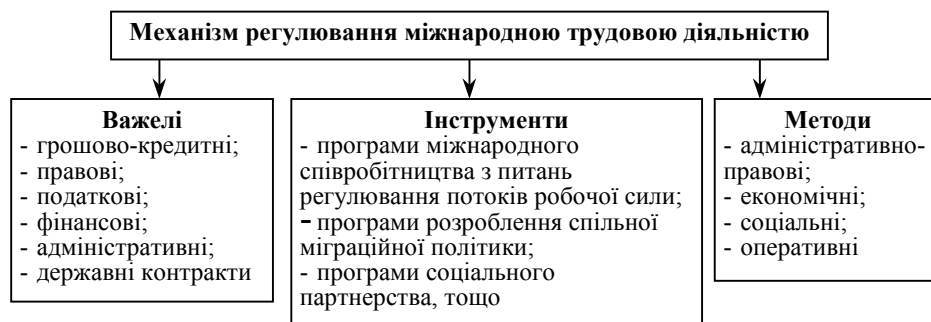 Механізм регулювання міжнародною трудовою діяльністю
Важелі
- грошово-кредитні;
- правові;
- податкові;
- фінансові;
- адміністративні;
- державні контракти
Інструменти
- програми міжнародного
співробітництва з питань
регулювання потоків робочої сили;
- програми розроблення спільної
міграційної політики;
- програми соціального
партнерства, тощо
Методи
- адміністративно-
правові;
- економічні;
- соціальні;
- оперативні